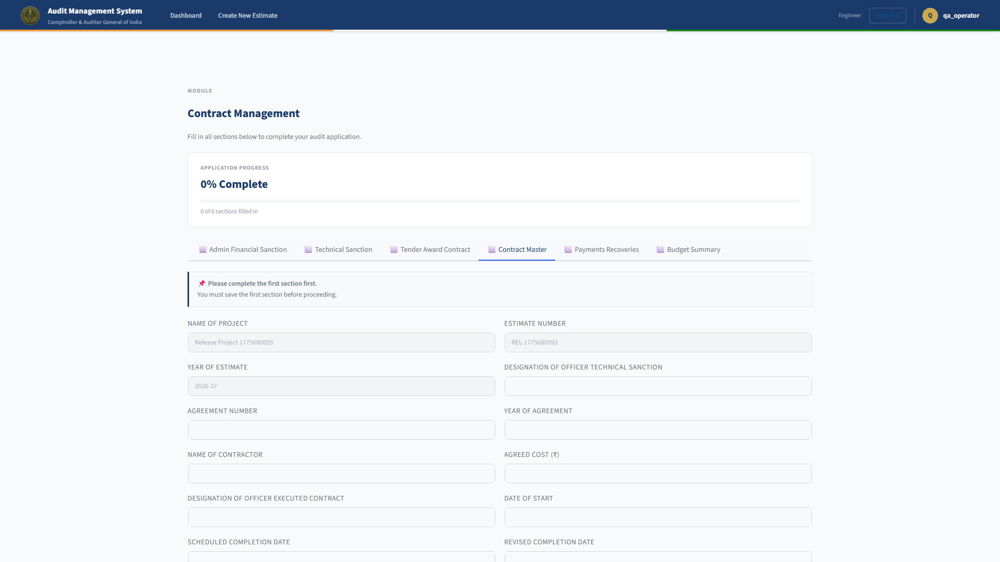 Audit Management System
Comptroller & Auditor General of India
Dashboard
Create New Estimate
Engineer
Sign Out
Q
qa_operator
MODULE
Contract Management
Fill in all sections below to complete your audit application.
APPLICATION PROGRESS
0% Complete
0 of 6 sections filled in
Admin Financial Sanction
Technical Sanction
Tender Award Contract
Contract Master
Payments Recoveries
Budget Summary
📌 Please complete the first section first.
You must save the first section before proceeding.
NAME OF PROJECT
ESTIMATE NUMBER
Release Project 1775680093
REL-1775680093
YEAR OF ESTIMATE
DESIGNATION OF OFFICER TECHNICAL SANCTION
2026-27
AGREEMENT NUMBER
YEAR OF AGREEMENT
NAME OF CONTRACTOR
AGREED COST (₹)
DESIGNATION OF OFFICER EXECUTED CONTRACT
DATE OF START
SCHEDULED COMPLETION DATE
REVISED COMPLETION DATE